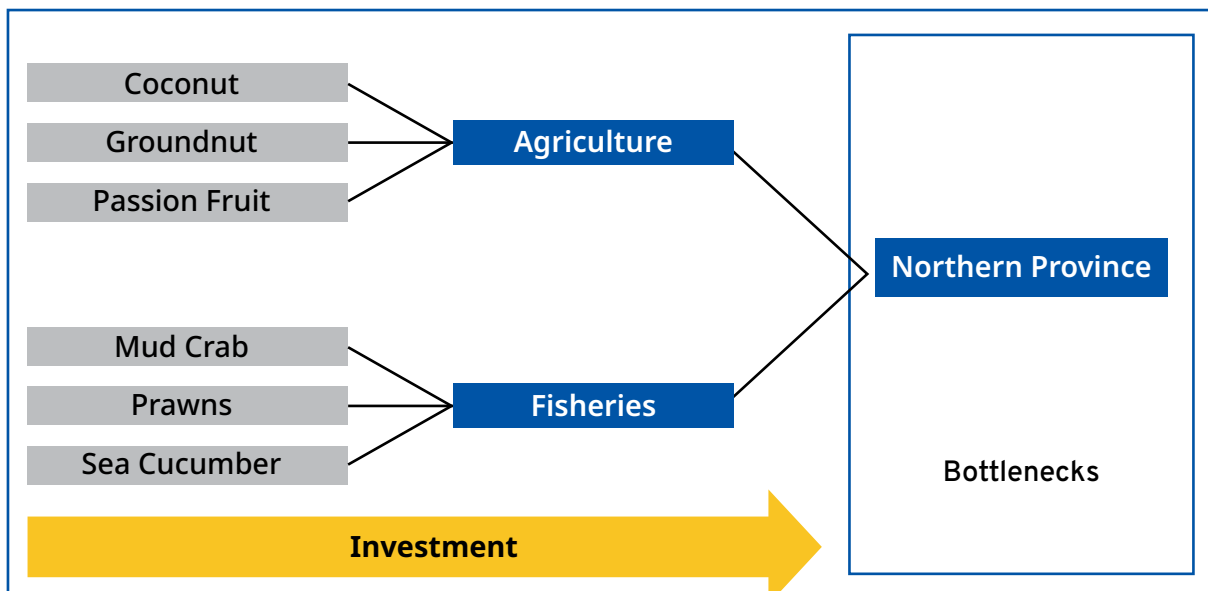 Coconut
Groundnut
Passion Fruit
Agriculture
Mud Crab
Prawns
Sea Cucumber
Fisheries
Northern Province
Bottlenecks
Investment